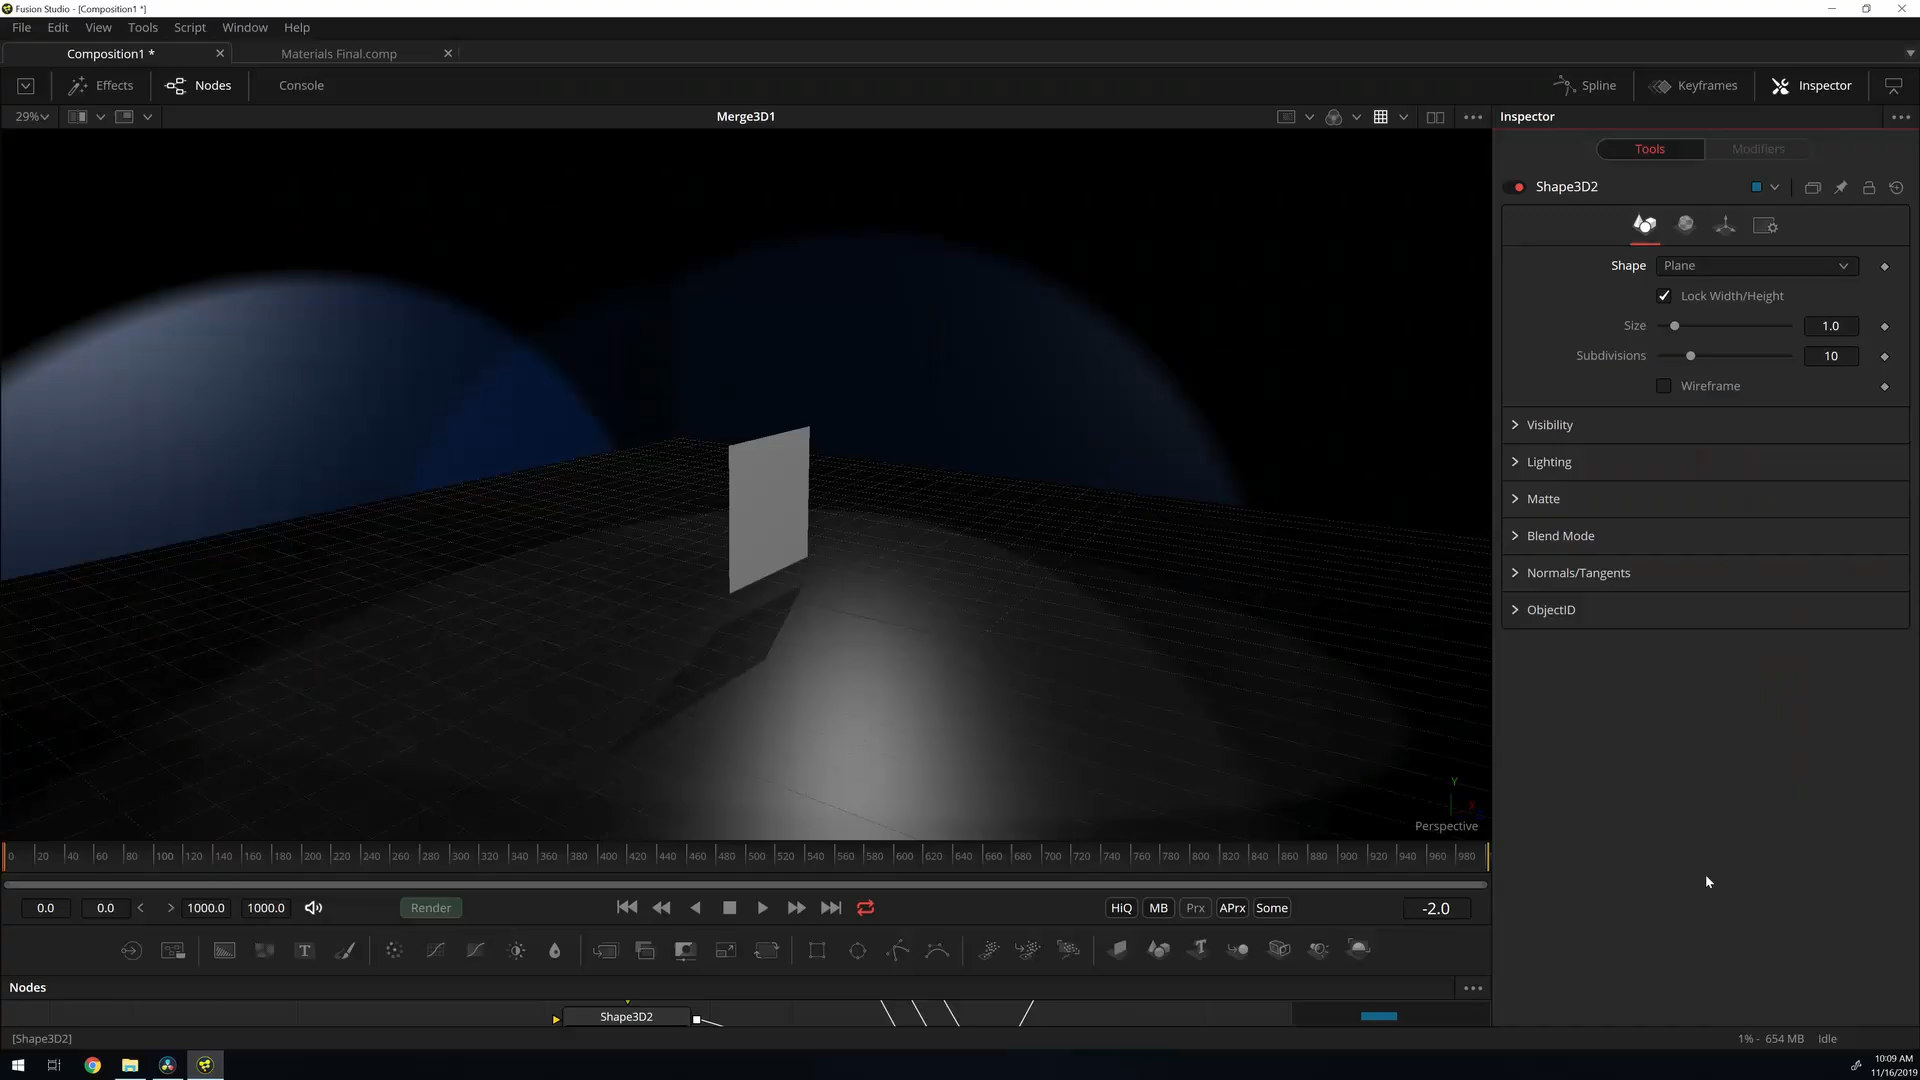 Fusion Studio - [Composition1 *]
File Edit View Tools Script Window Help
Composition1 * Materials Final.comp
Effects Nodes Console Spline Keyframes Inspector
29% Merge3D1 Inspector
Tools Modifiers
Shape3D2
Shape Plane
Lock Width/Height
Size 1.0
Subdivisions 10
Wireframe
Visibility
Lighting
Matte
Blend Mode
Normals/Tangents
ObjectID
Y
X
Perspective
0 20 40 60 80 100 120 140 160 180 200 220 240 260 280 300 320 340 360 380 400 420 440 460 480 500 520 540 560 580 600 620 640 660 680 700 720 740 760 780 800 820 840 860 880 900 920 940 960 980
0.0 0.0 < > 1000.0 1000.0 Render HiQ MB Prx APrx Some -2.0
Nodes
Shape3D2
[Shape3D2] 1% - 654 MB Idle
10:09 AM
11/16/2019